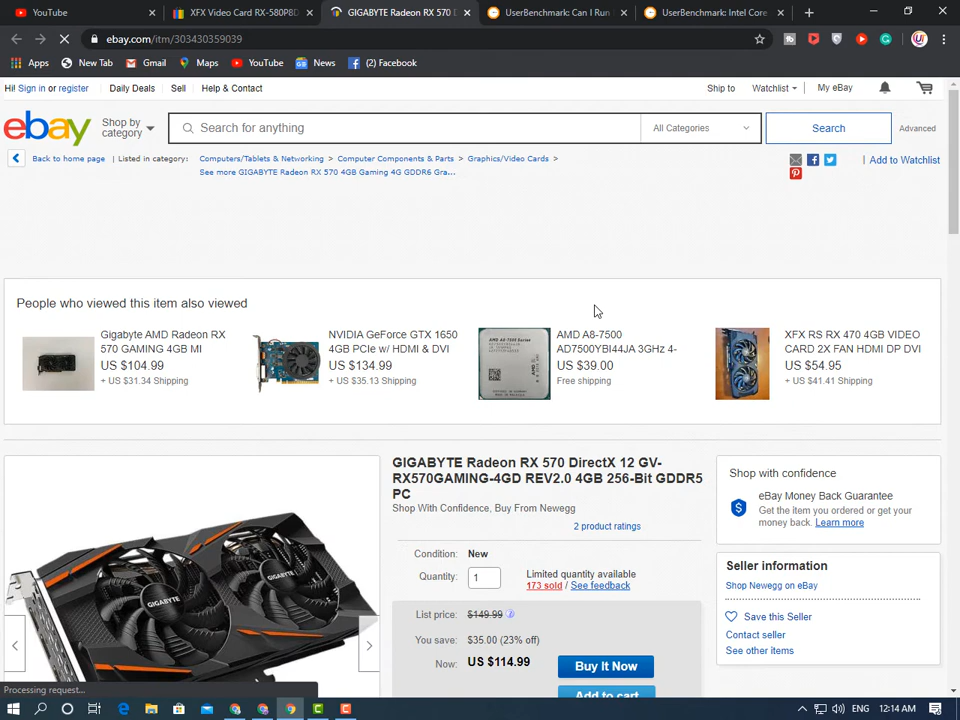 YouTube
XFX Video Card RX-580P8D
GIGABYTE Radeon RX 570 D
UserBenchmark: Can I Run
UserBenchmark: Intel Core
ebay.com/itm/303430359039
Apps
New Tab
Gmail
Maps
YouTube
News
(2) Facebook
Hi! Sign in or register
Daily Deals
Sell
Help & Contact
Ship to
Watchlist
My eBay
ebay
Shop by category
Search for anything
All Categories
Search
Advanced
Back to home page
Listed in category:
Computers/Tablets & Networking > Computer Components & Parts > Graphics/Video Cards >
See more GIGABYTE Radeon RX 570 4GB Gaming 4G GDDR6 Gra...
Add to Watchlist
People who viewed this item also viewed
Gigabyte AMD Radeon RX
570 GAMING 4GB MI
US $104.99
+ US $31.34 Shipping
NVIDIA GeForce GTX 1650
4GB PCIe w/ HDMI & DVI
US $134.99
+ US $35.13 Shipping
AMD A8-7500
AD7500YBI44JA 3GHz 4-
US $39.00
Free shipping
XFX RS RX 470 4GB VIDEO
CARD 2X FAN HDMI DP DVI
US $54.95
+ US $41.41 Shipping
GIGABYTE Radeon RX 570 DirectX 12 GV-
RX570GAMING-4GD REV2.0 4GB 256-Bit GDDR5
PC
Shop With Confidence, Buy From Newegg
2 product ratings
Condition: New
Quantity: 1
Limited quantity available
173 sold / See feedback
List price: $149.99
You save: $35.00 (23% off)
Now: US $114.99
Buy It Now
Add to cart
Shop with confidence
eBay Money Back Guarantee
Get the item you ordered or get your
money back. Learn more
Seller information
Shop Newegg on eBay
Save this Seller
Contact seller
See other items
GIGABYTE
GIGABYTE
Processing request...
ENG
12:14 AM